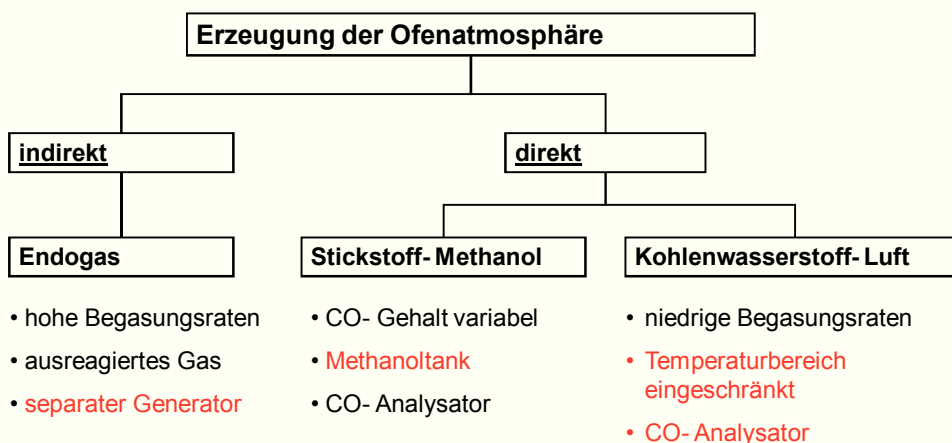 Erzeugung der Ofenatmosphäre
indirekt
direkt
Endogas
• hohe Begasungsraten
• ausreagiertes Gas
• separater Generator
Stickstoff- Methanol
• CO- Gehalt variabel
• Methanoltank
• CO- Analysator
Kohlenwasserstoff- Luft
• niedrige Begasungsraten
• Temperaturbereich
eingeschränkt
• CO- Analysator